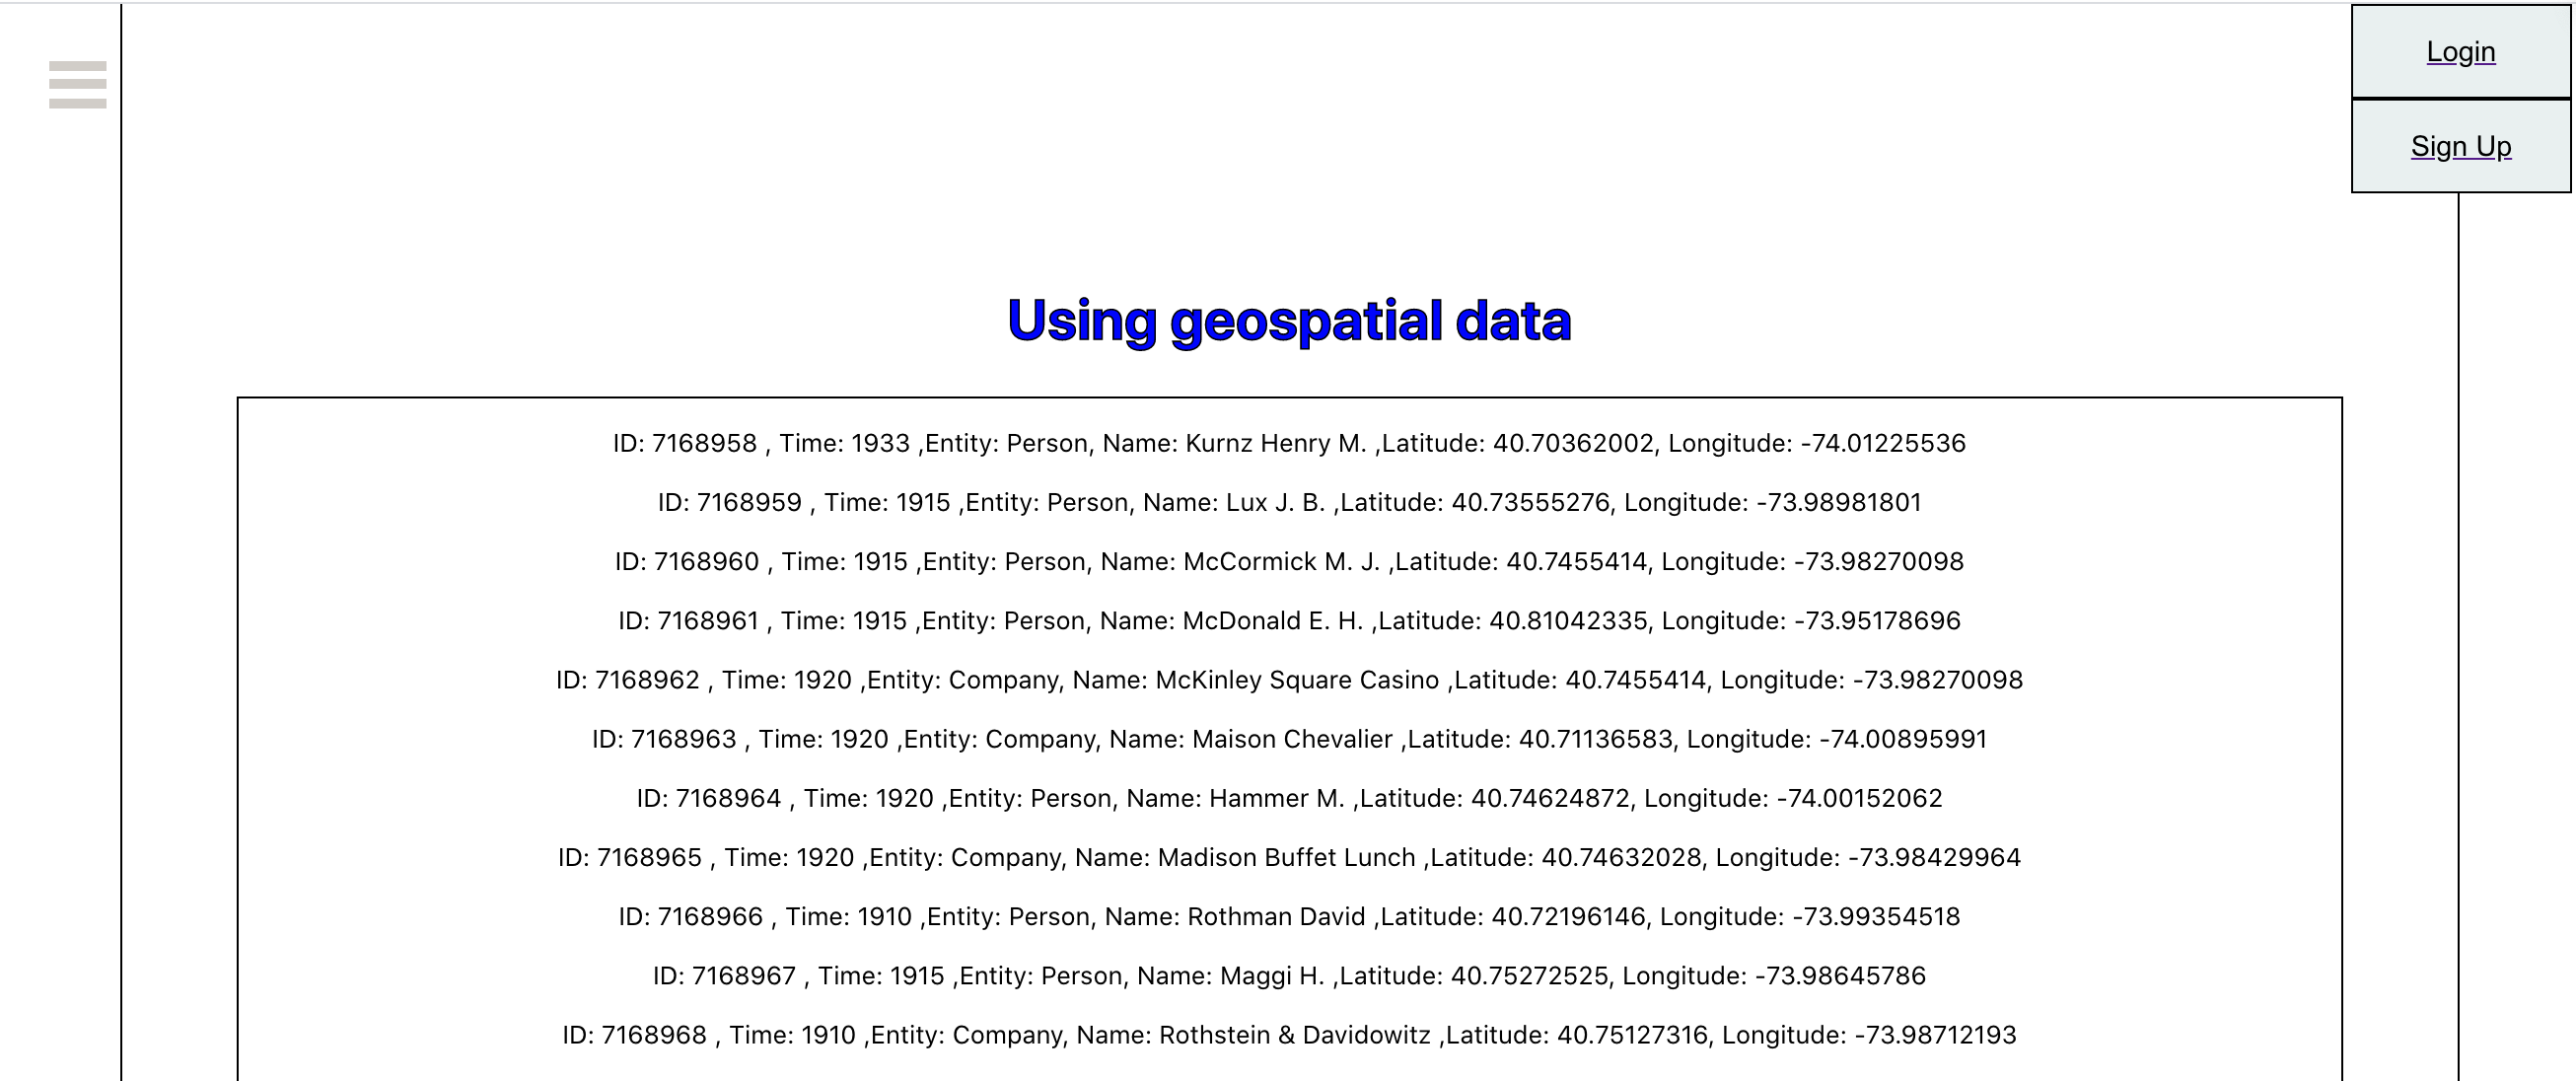 Login
Sign Up
Using geospatial data
ID: 7168958 , Time: 1933 ,Entity: Person, Name: Kurnz Henry M. ,Latitude: 40.70362002, Longitude: -74.01225536
ID: 7168959 , Time: 1915 ,Entity: Person, Name: Lux J. B. ,Latitude: 40.73555276, Longitude: -73.98981801
ID: 7168960 , Time: 1915 ,Entity: Person, Name: McCormick M. J. ,Latitude: 40.7455414, Longitude: -73.98270098
ID: 7168961 , Time: 1915 ,Entity: Person, Name: McDonald E. H. ,Latitude: 40.81042335, Longitude: -73.95178696
ID: 7168962 , Time: 1920 ,Entity: Company, Name: McKinley Square Casino ,Latitude: 40.7455414, Longitude: -73.98270098
ID: 7168963 , Time: 1920 ,Entity: Company, Name: Maison Chevalier ,Latitude: 40.71136583, Longitude: -74.00895991
ID: 7168964 , Time: 1920 ,Entity: Person, Name: Hammer M. ,Latitude: 40.74624872, Longitude: -74.00152062
ID: 7168965 , Time: 1920 ,Entity: Company, Name: Madison Buffet Lunch ,Latitude: 40.74632028, Longitude: -73.98429964
ID: 7168966 , Time: 1910 ,Entity: Person, Name: Rothman David ,Latitude: 40.72196146, Longitude: -73.99354518
ID: 7168967 , Time: 1915 ,Entity: Person, Name: Maggi H. ,Latitude: 40.75272525, Longitude: -73.98645786
ID: 7168968 , Time: 1910 ,Entity: Company, Name: Rothstein & Davidowitz ,Latitude: 40.75127316, Longitude: -73.98712193